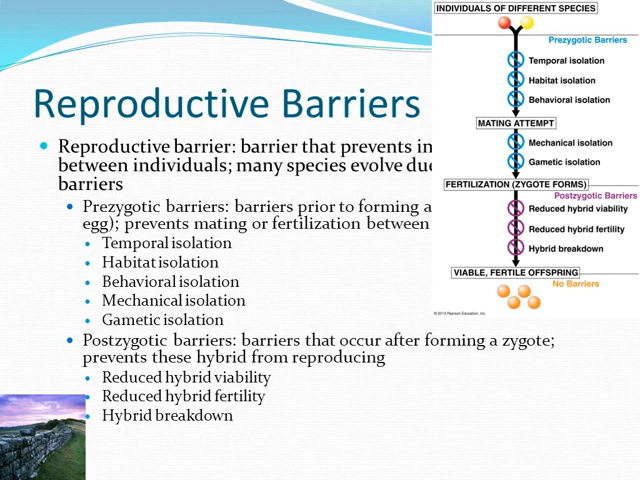 Reproductive Barriers
Reproductive barrier: barrier that prevents in
between individuals; many species evolve due
barriers
Prezygotic barriers: barriers prior to forming a
egg); prevents mating or fertilization between
Temporal isolation
Habitat isolation
Behavioral isolation
Mechanical isolation
Gametic isolation
Postzygotic barriers: barriers that occur after forming a zygote;
prevents these hybrid from reproducing
Reduced hybrid viability
Reduced hybrid fertility
Hybrid breakdown
INDIVIDUALS OF DIFFERENT SPECIES
Prezygotic Barriers
Temporal isolation
Habitat isolation
Behavioral isolation
MATING ATTEMPT
Mechanical isolation
Gametic isolation
FERTILIZATION (ZYGOTE FORMS)
Postzygotic Barriers
Reduced hybrid viability
Reduced hybrid fertility
Hybrid breakdown
VIABLE, FERTILE OFFSPRING
No Barriers
© 2013 Pearson Education, Inc.